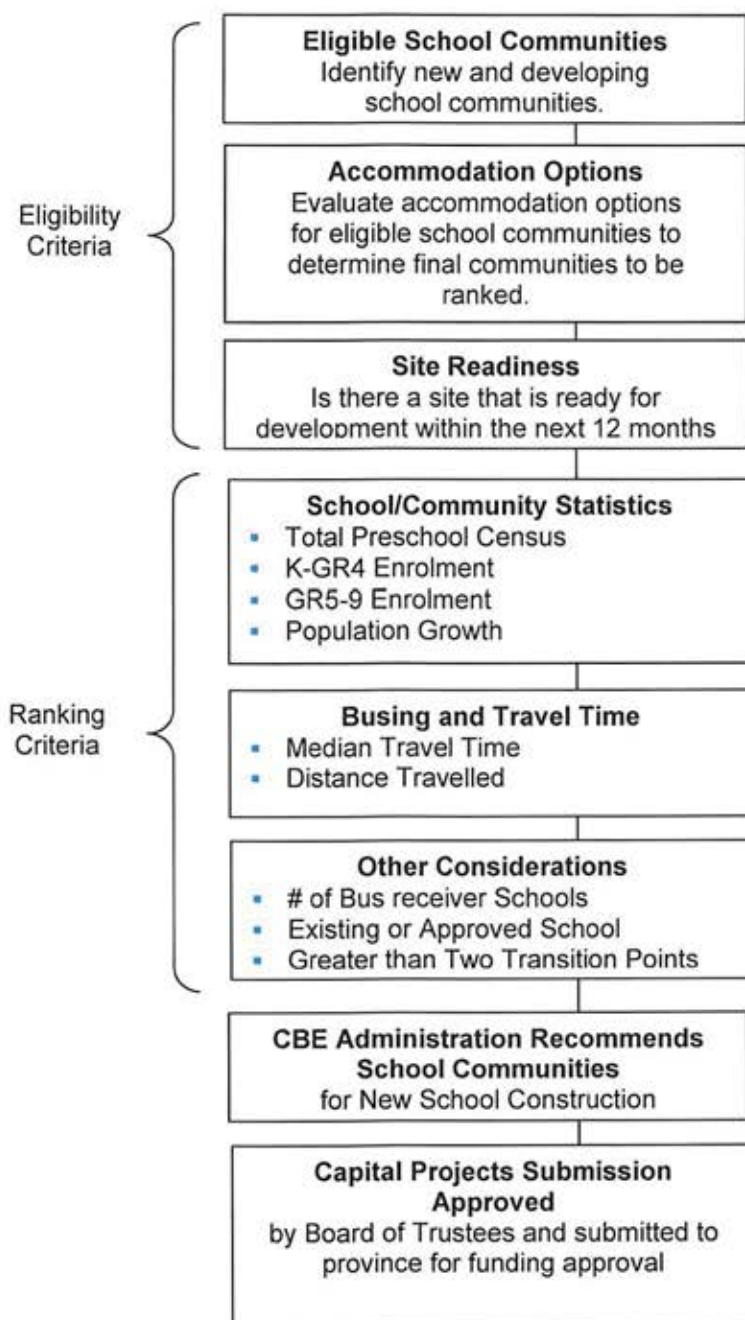 Eligible School Communities
Identify new and developing
school communities.
Accommodation Options
Evaluate accommodation options
for eligible school communities to
determine final communities to be
ranked.
Site Readiness
Is there a site that is ready for
development within the next 12 months
Eligibility
Criteria
School/Community Statistics
▪ Total Preschool Census
▪ K-GR4 Enrolment
▪ GR5-9 Enrolment
▪ Population Growth
Busing and Travel Time
▪ Median Travel Time
▪ Distance Travelled
Other Considerations
▪ # of Bus receiver Schools
▪ Existing or Approved School
▪ Greater than Two Transition Points
Ranking
Criteria
CBE Administration Recommends
School Communities
for New School Construction
Capital Projects Submission
Approved
by Board of Trustees and submitted to
province for funding approval